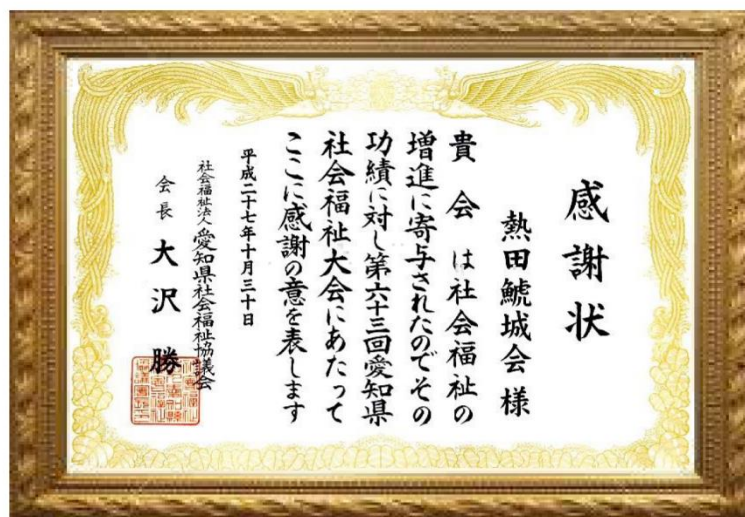 感謝状
熱田鯱城会様
貴会は社会福祉の
増進に寄与されたのでその
功績に対し第六十三回愛知県
社会福祉大会にあたって
ここに感謝の意を表します
平成二十七年十月三十日
社会福祉法人愛知県社会福祉協議会
会長 大沢勝